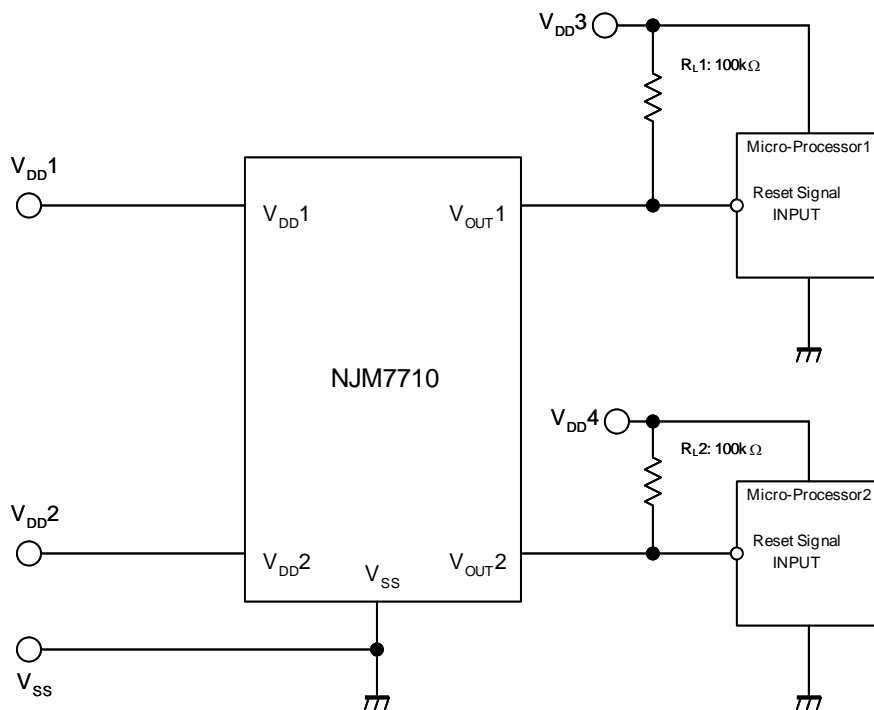 VDD3
RL1: 100kΩ
Micro-Processor1
Reset Signal
INPUT
VDD1
VDD1
VOUT1
NJM7710
VDD4
RL2: 100kΩ
Micro-Processor2
Reset Signal
INPUT
VDD2
VDD2
VOUT2
VSS
VSS